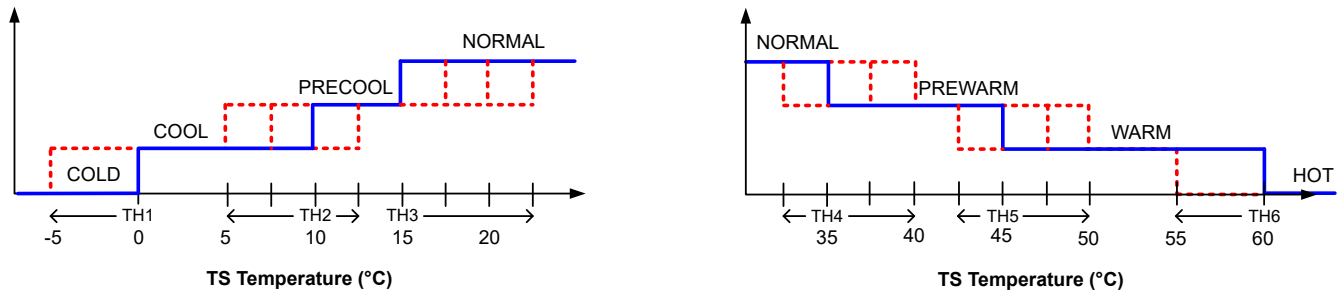 NORMAL
PRECOOL
COOL
COLD
TH1 TH2 TH3
-5 0 5 10 15 20
TS Temperature (°C)
NORMAL
PREWARM
WARM
HOT
TH4 TH5 TH6
35 40 45 50 55 60
TS Temperature (°C)